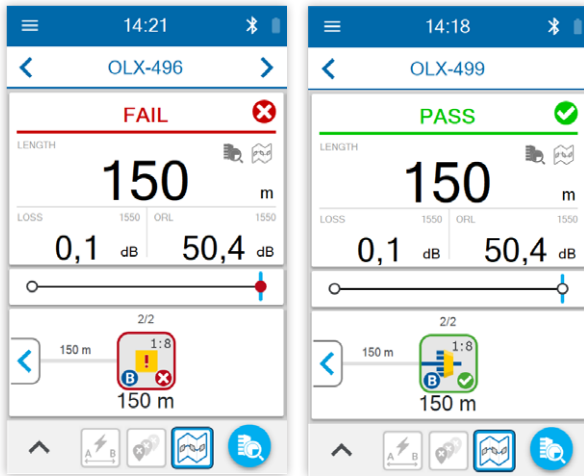 14:21
OLX-496
FAIL
LENGTH
150 m
LOSS 1550 ORL 1550
0,1 dB 50,4 dB
2/2
150 m
1:8
!
B
150 m
A B
14:18
OLX-499
PASS
LENGTH
150 m
LOSS 1550 ORL 1550
0,1 dB 50,4 dB
2/2
150 m
1:8
B
150 m
A B